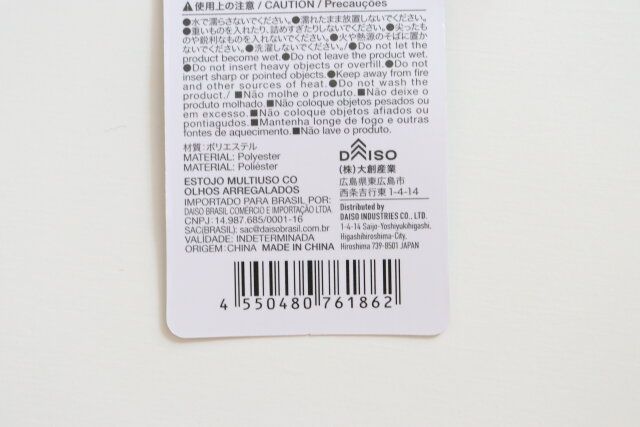 ⚠使用上の注意/CAUTION/Precauções
●水で濡らさないでください。●濡れたまま放置しないでください。
●重いものを入れたり、詰めすぎたりしないでください。●尖ったも
のや鋭利なものを入れないでください。●火や熱源のそばに置か
ないでください。●洗濯しないでください。/●Do not let the
product become wet.●Do not leave the product wet.
●Do not insert heavy objects or overfill.●Do not
insert sharp or pointed objects.●Keep away from fire
and other sources of heat.●Do not wash the
product./■Não molhe o produto.■Não deixe o
produto molhado.■Não coloque objetos pesados ou
em excesso.■Não coloque objetos afiados ou
pontiagudos.■Mantenha longe de fogo e outras
fontes de aquecimento.■Não lave o produto.
材質:ポリエステル
MATERIAL: Polyester
MATERIAL: Poliéster
ESTOJO MULTIUSO CO
OLHOS ARREGALADOS
IMPORTADO PARA BRASIL POR:
DAISO BRASIL COMERCIO E IMPORTAÇÃO LTDA.
CNPJ: 14.987.685/0001-16
SAC(BRASIL): sac@daisobrasil.com.br
VALIDADE: INDETERMINADA
ORIGEM: CHINA MADE IN CHINA
DAISO
(株)大創産業
広島県東広島市
西条吉行東1-4-14
Distributed by
DAISO INDUSTRIES CO., LTD.
1-4-14 Saijo-Yoshiyukihigashi,
Higashihiroshima-City,
Hiroshima 739-8501 JAPAN
4 550480 761862